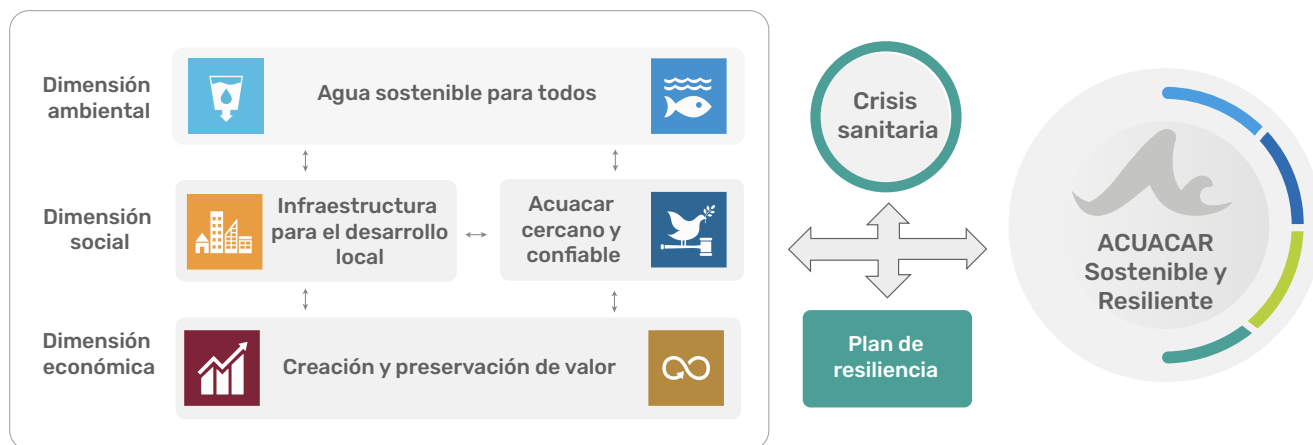 Dimensión
ambiental
Agua sostenible para todos
Dimensión
social
Infraestructura
para el desarrollo
local
Acuacar
cercano y
confiable
Dimensión
económica
Creación y preservación de valor
Crisis
sanitaria
Plan de
resiliencia
ACUACAR
Sostenible y
Resiliente